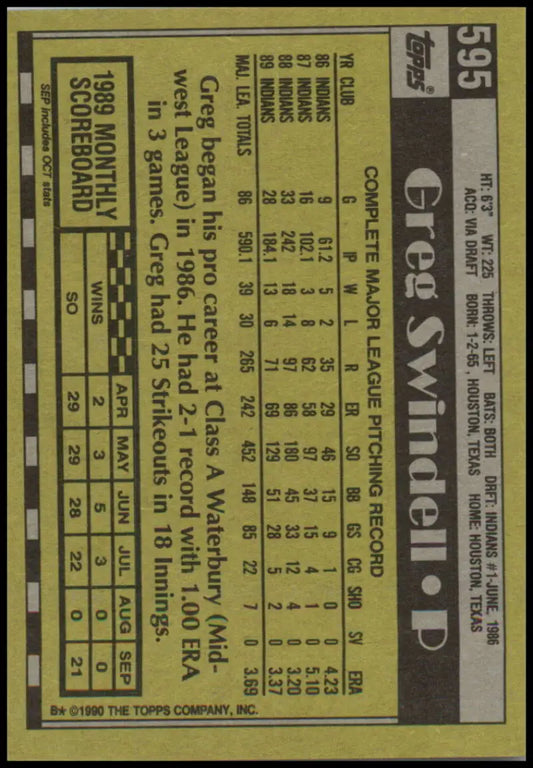 595
Topps®
HT: 6'3" WT: 225 THROWS: LEFT BATS: BOTH DRFT: INDIANS #1-JUNE, 1986
ACQ: VIA DRAFT BORN: 1-2-65, HOUSTON, TEXAS HOME: HOUSTON, TEXAS
Greg Swindell • P
COMPLETE MAJOR LEAGUE PITCHING RECORD
YR CLUB G IP W L R ER SO BB GS CG SHO SV ERA
86 INDIANS 9 61.2 5 2 35 29 46 15 9 1 0 0 4.23
87 INDIANS 16 102.1 3 8 62 58 97 37 15 4 1 0 5.10
88 INDIANS 33 242 18 14 97 86 180 45 33 12 4 0 3.20
89 INDIANS 28 184.1 13 6 71 69 129 51 28 5 2 0 3.37
MAJ. LEA. TOTALS 86 590.1 39 30 265 242 452 148 85 22 7 0 3.69
Greg began his pro career at Class A Waterbury (Mid-
west League) in 1986. He had 2-1 record with 1.00 ERA
in 3 games. Greg had 25 Strikeouts in 18 Innings.
1989 MONTHLY
SCOREBOARD
APR MAY JUN JUL AUG SEP
WINS 2 3 5 3 0 0
SO 29 29 28 22 0 21
SEP includes OCT stats
B★ ©1990 THE TOPPS COMPANY, INC.